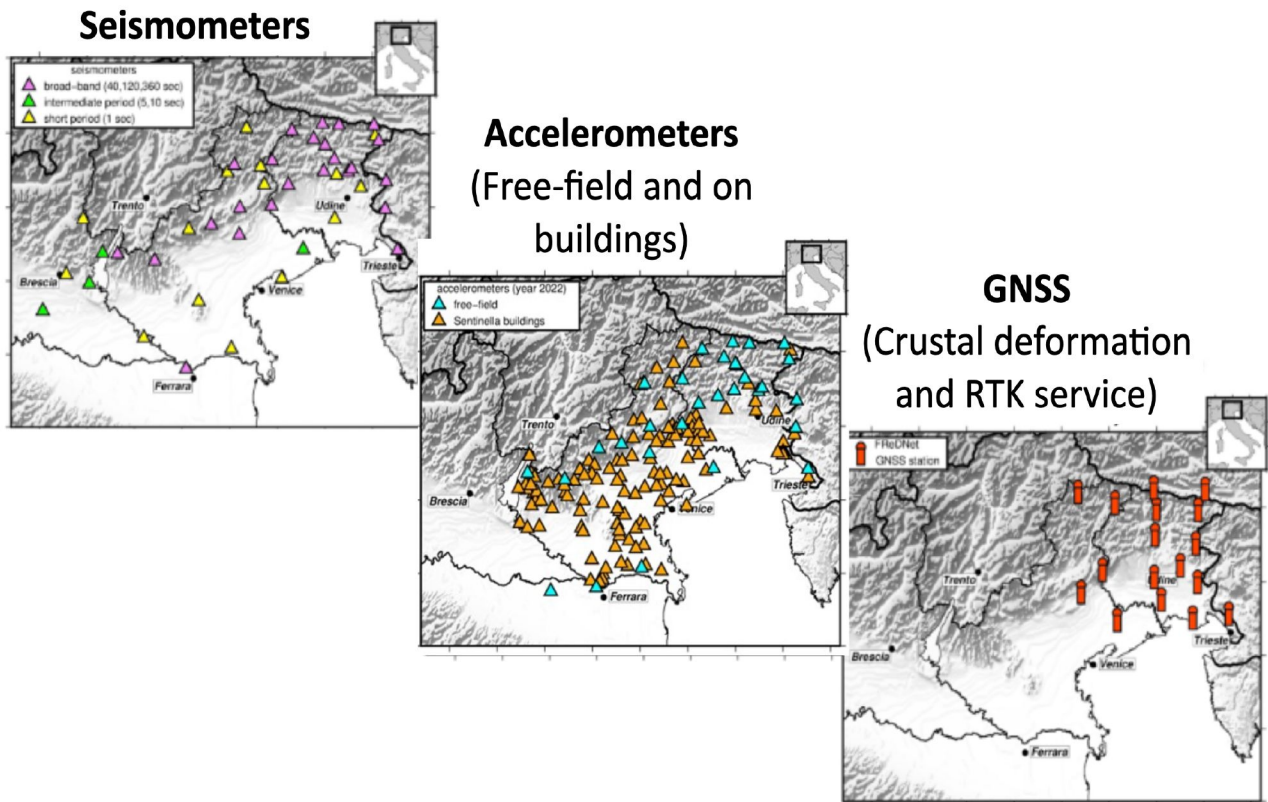 Seismometers
seismometers
broad-band (40,120,360 sec)
intermediate period (5,10 sec)
short period (1 sec)
Trento
Udine
Trieste
Brescia
Venice
Ferrara
Accelerometers
(Free-field and on
buildings)
accelerometers (year 2022)
free-field
Sentinella buildings
Trento
Udine
Trieste
Brescia
Venice
Ferrara
GNSS
(Crustal deformation
and RTK service)
FReDNet
GNSS station
Trento
Udine
Trieste
Brescia
Venice
Ferrara